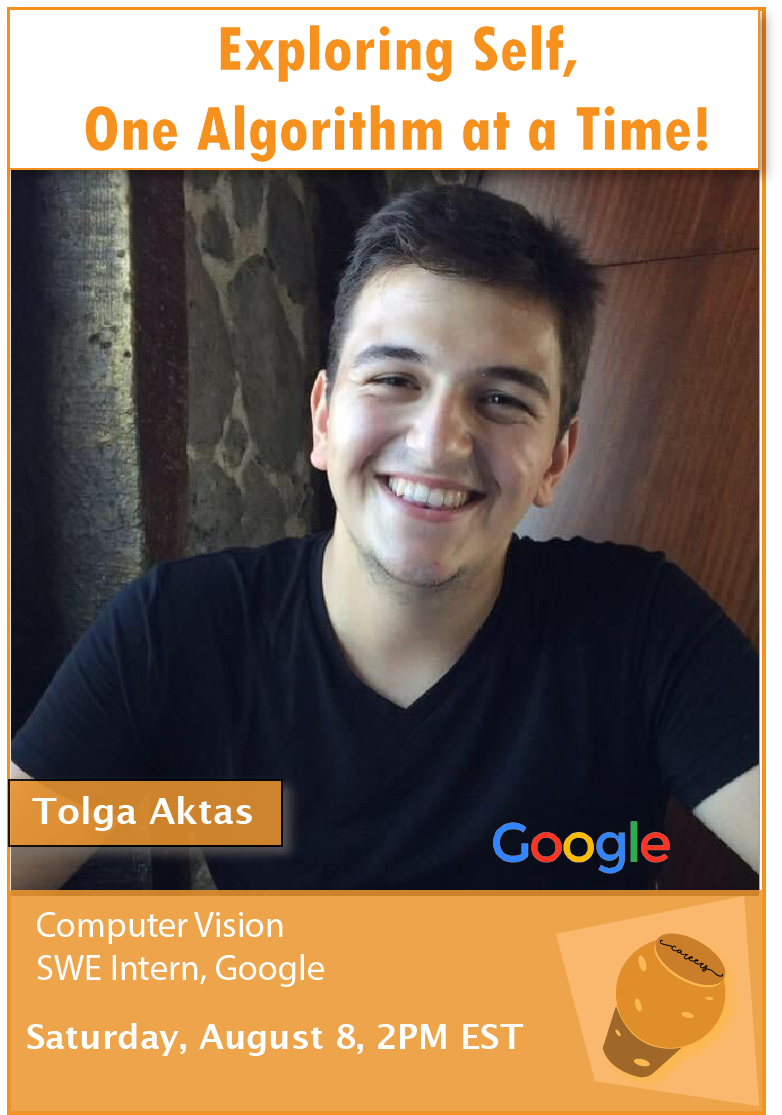 Exploring Self,
One Algorithm at a Time!
Tolga Aktas
Google
Computer Vision
SWE Intern, Google
Saturday, August 8, 2PM EST
careers